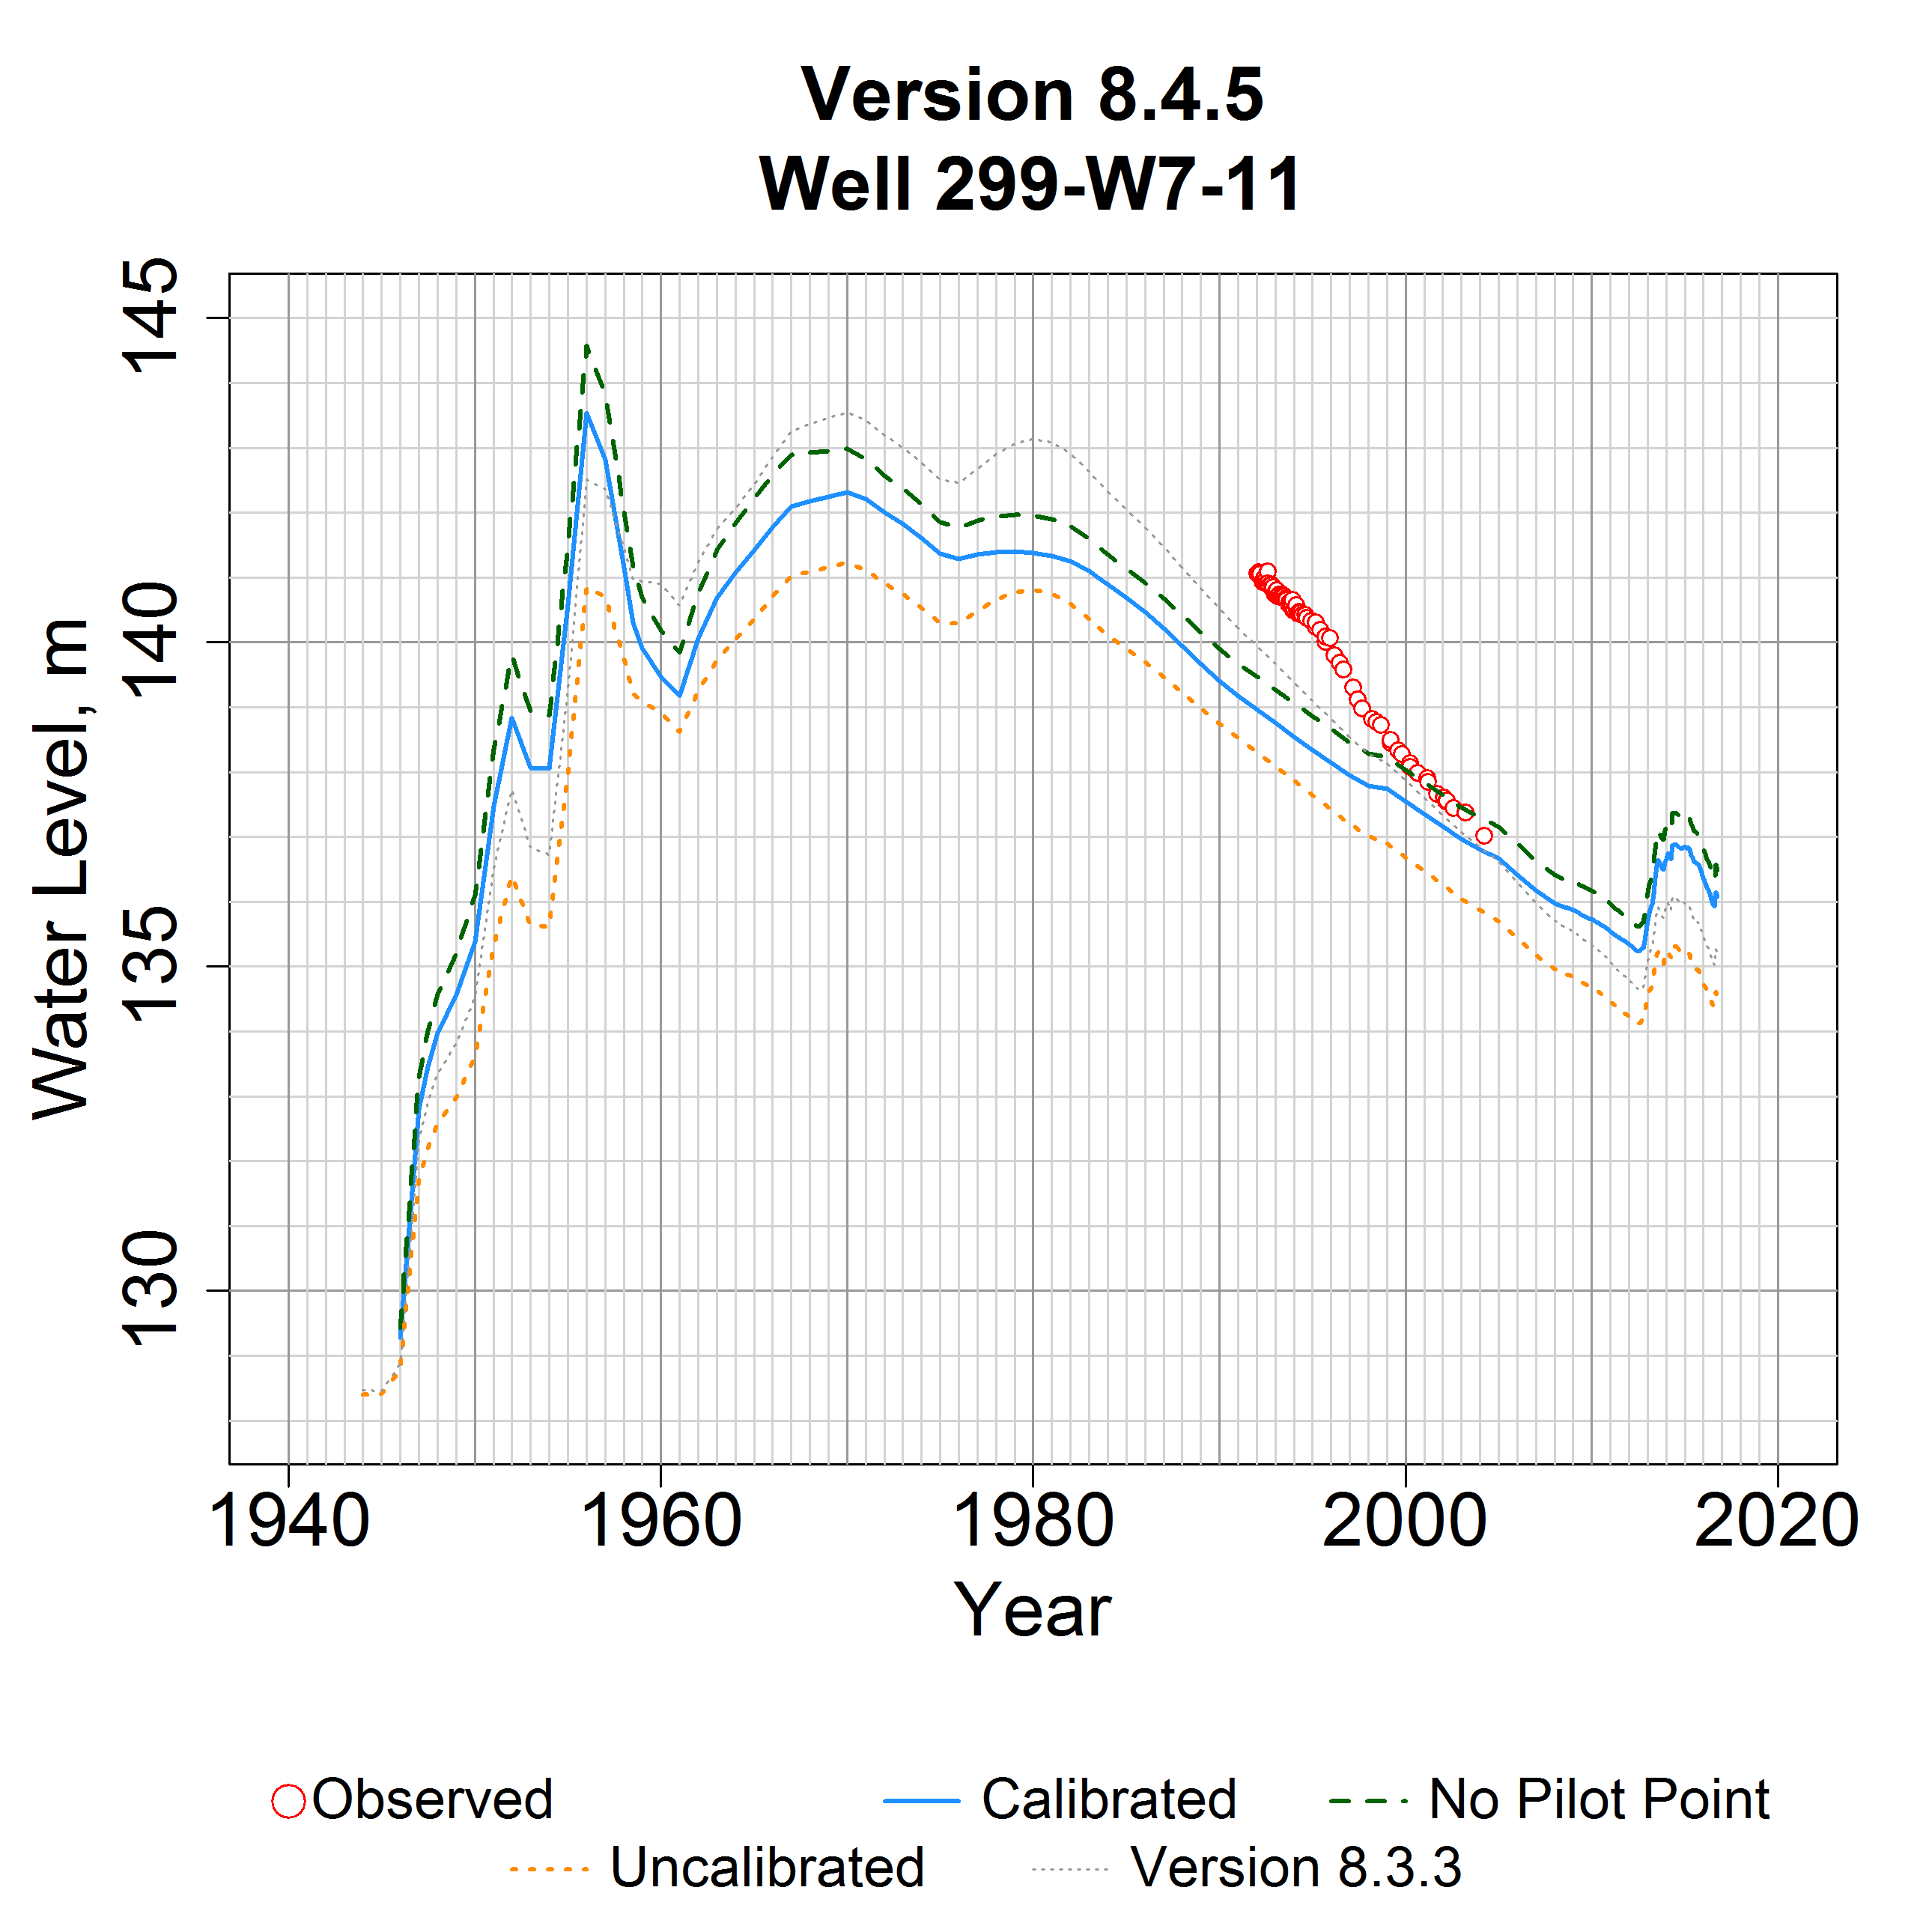 Version 8.4.5
Well 299-W7-11
Water Level, m
145
140
135
130
1940 1960 1980 2000 2020
Year
Observed Calibrated No Pilot Point
Uncalibrated Version 8.3.3